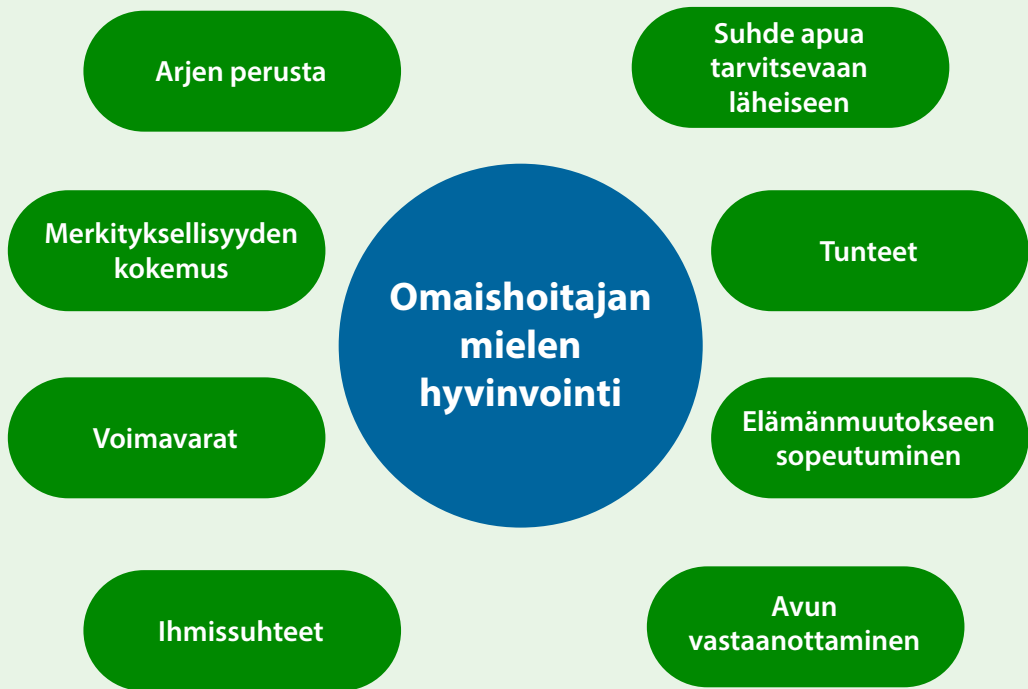 Arjen perusta
Suhde apua
tarvitsevaan
läheiseen
Merkityksellisyyden
kokemus
Tunteet
Omaishoitajan
mielen
hyvinvointi
Voimavarat
Elämänmuutokseen
sopeutuminen
Ihmissuhteet
Avun
vastaanottaminen